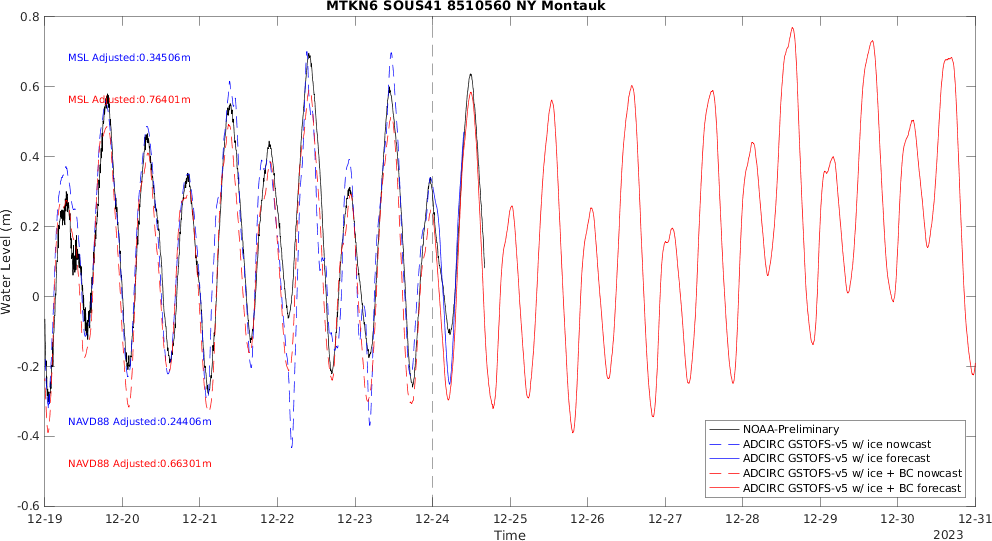 MTKN6 SOUS41 8510560 NY Montauk
0.8
0.6
0.4
0.2
0
-0.2
-0.4
-0.6
Water Level (m)
MSL Adjusted:0.34506m
MSL Adjusted:0.76401m
NAVD88 Adjusted:0.24406m
NAVD88 Adjusted:0.66301m
NOAA-Preliminary
ADCIRC GSTOFS-v5 w/ ice nowcast
ADCIRC GSTOFS-v5 w/ ice forecast
ADCIRC GSTOFS-v5 w/ ice + BC nowcast
ADCIRC GSTOFS-v5 w/ ice + BC forecast
12-19 12-20 12-21 12-22 12-23 12-24 12-25 12-26 12-27 12-28 12-29 12-30 12-31
Time
2023